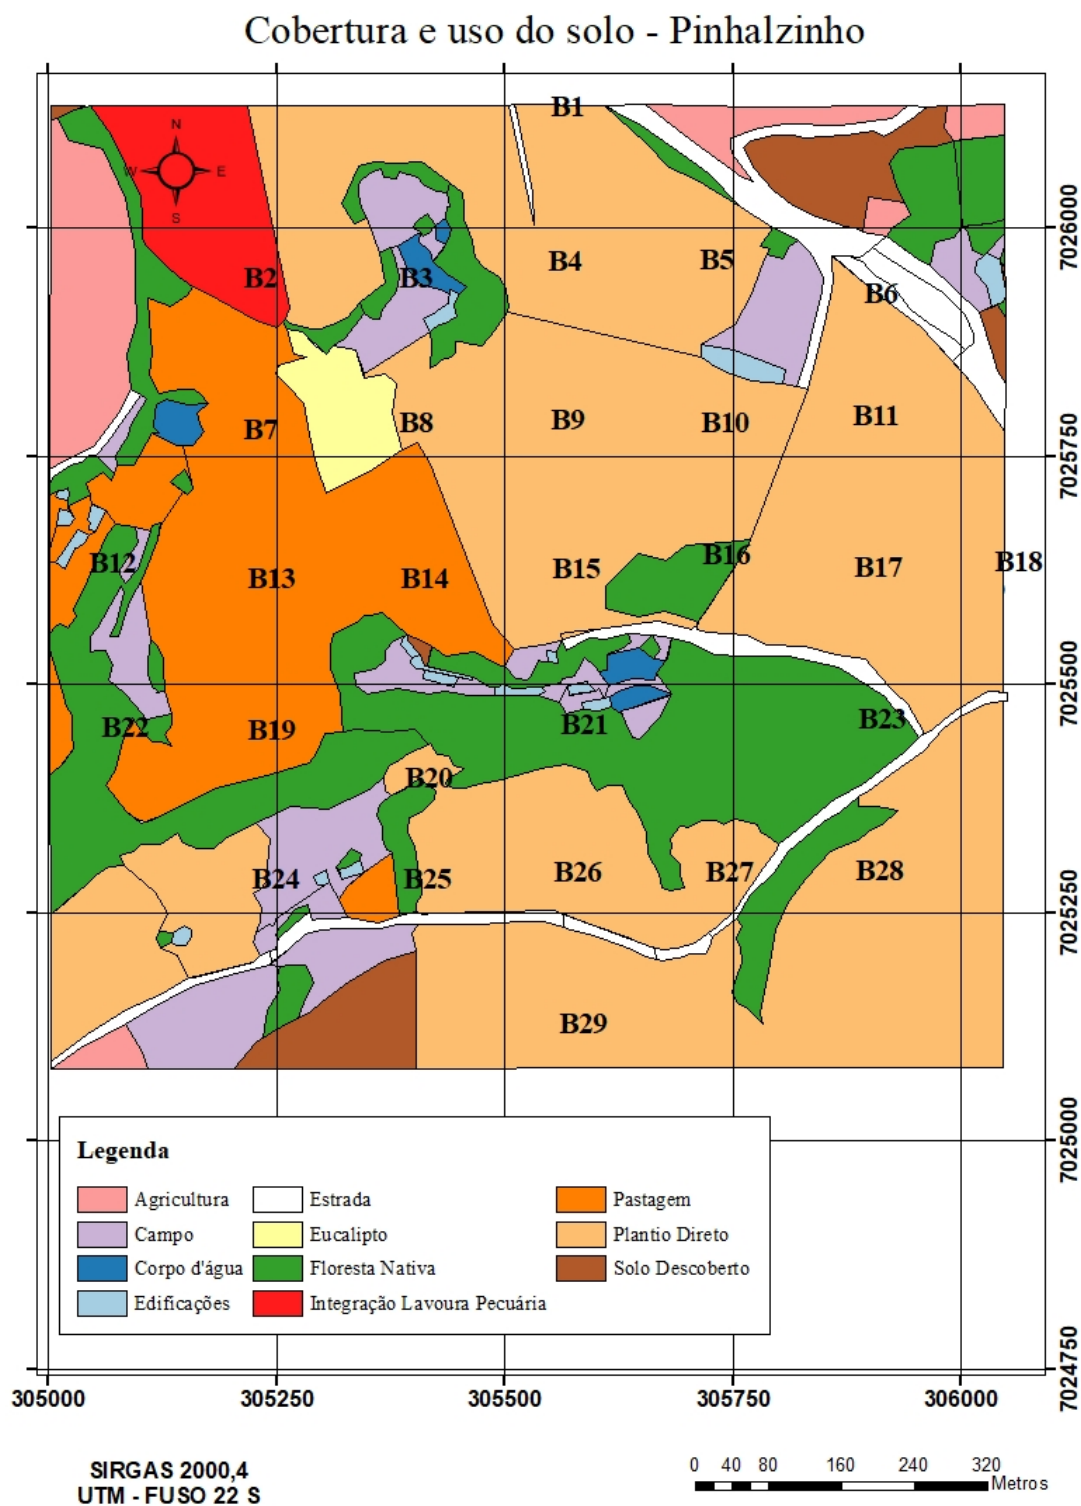 Cobertura e uso do solo - Pinhalzinho
B1
N
W E
S
B2 B3 B4 B5 B6
7026000
B7 B8 B9 B10 B11
7025750
B12 B13 B14 B15 B16 B17 B18
7025500
B19 B20 B21 B22 B23
B24 B25 B26 B27 B28
7025250
B29
7025000
Legenda
Agricultura Estrada Pastagem
Campo Eucalipto Plantio Direto
Corpo d'água Floresta Nativa Solo Descoberto
Edificações Integração Lavoura Pecuária
7024750
305000 305250 305500 305750 306000
SIRGAS 2000,4
UTM - FUSO 22 S
0 40 80 160 240 320
Metros